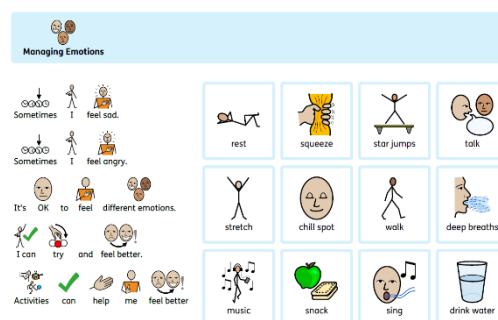 Managing Emotions
Sometimes I feel sad.
Sometimes I feel angry.
It's OK to feel different emotions.
I can try and feel better.
Activities can help me feel better
rest squeeze star jumps talk
stretch chill spot walk deep breaths
music snack sing drink water